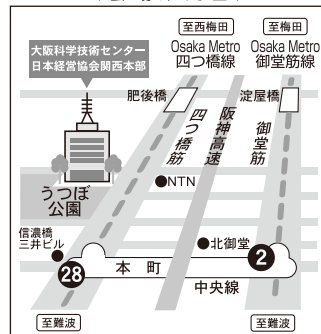 至西梅田
至梅田
大阪科学技術センター
日本経営協会関西本部
Osaka Metro
四つ橋線
Osaka Metro
御堂筋線
肥後橋
淀屋橋
四つ橋筋
阪神高速
御堂筋
うつぼ
公園
●NTN
信濃橋
三井ビル
●北御堂
28
本町
2
中央線
至難波
至難波